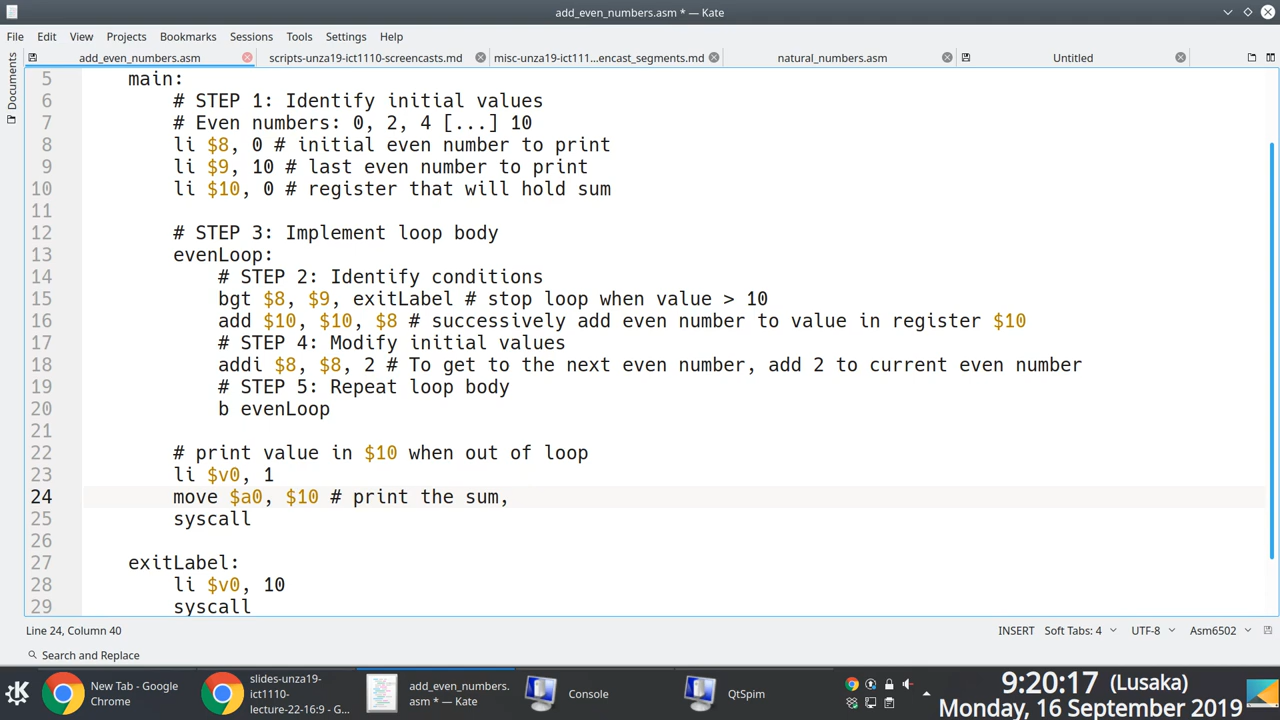 add_even_numbers.asm * — Kate
File Edit View Projects Bookmarks Sessions Tools Settings Help
Documents
add_even_numbers.asm scripts-unza19-ict1110-screencasts.md misc-unza19-ict111...encast_segments.md natural_numbers.asm Untitled
5 main:
6 # STEP 1: Identify initial values
7 # Even numbers: 0, 2, 4 [...] 10
8 li $8, 0 # initial even number to print
9 li $9, 10 # last even number to print
10 li $10, 0 # register that will hold sum
11
12 # STEP 3: Implement loop body
13 evenLoop:
14 # STEP 2: Identify conditions
15 bgt $8, $9, exitLabel # stop loop when value > 10
16 add $10, $10, $8 # successively add even number to value in register $10
17 # STEP 4: Modify initial values
18 addi $8, $8, 2 # To get to the next even number, add 2 to current even number
19 # STEP 5: Repeat loop body
20 b evenLoop
21
22 # print value in $10 when out of loop
23 li $v0, 1
24 move $a0, $10 # print the sum,
25 syscall
26
27 exitLabel:
28 li $v0, 10
29 syscall
Line 24, Column 40 INSERT Soft Tabs: 4 UTF-8 Asm6502
Search and Replace
New Tab - Google Chrome
slides-unza19-ict1110-lecture-22-16:9 - G...
add_even_numbers.asm * — Kate
Console
QtSpim
9:20:17 (Lusaka)
Monday, 16 September 2019